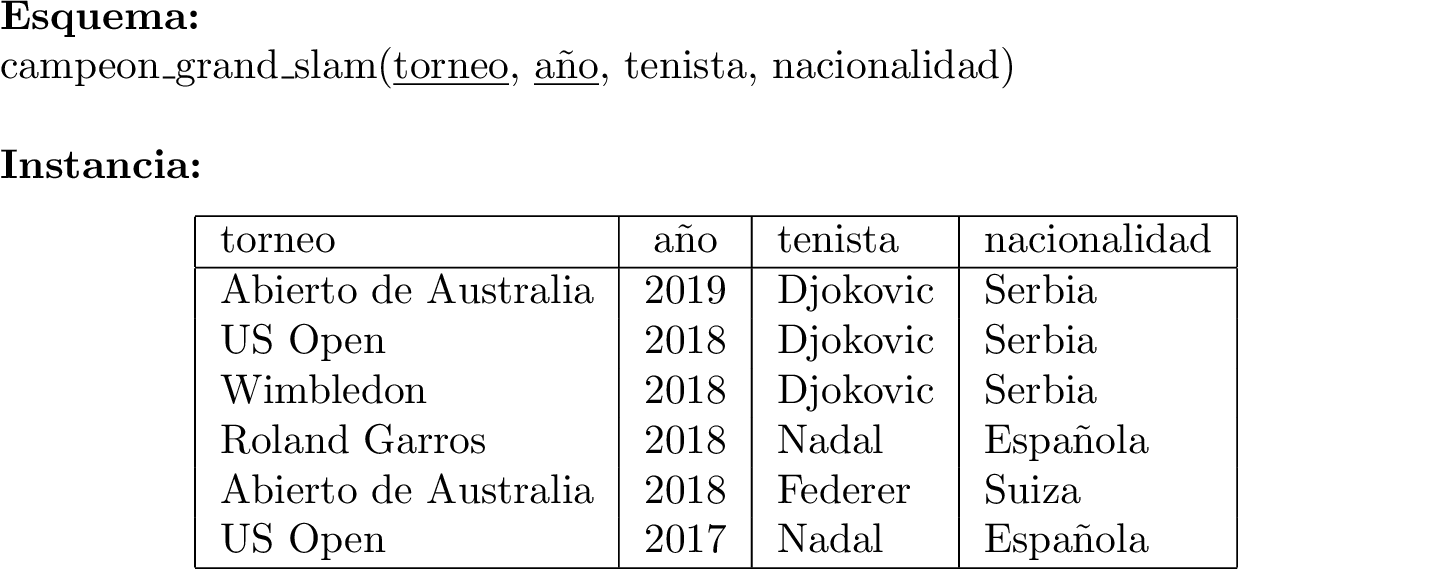 Esquema:
campeon_grand_slam(torneo, año, tenista, nacionalidad)
Instancia:
torneo año tenista nacionalidad
Abierto de Australia 2019 Djokovic Serbia
US Open 2018 Djokovic Serbia
Wimbledon 2018 Djokovic Serbia
Roland Garros 2018 Nadal Española
Abierto de Australia 2018 Federer Suiza
US Open 2017 Nadal Española